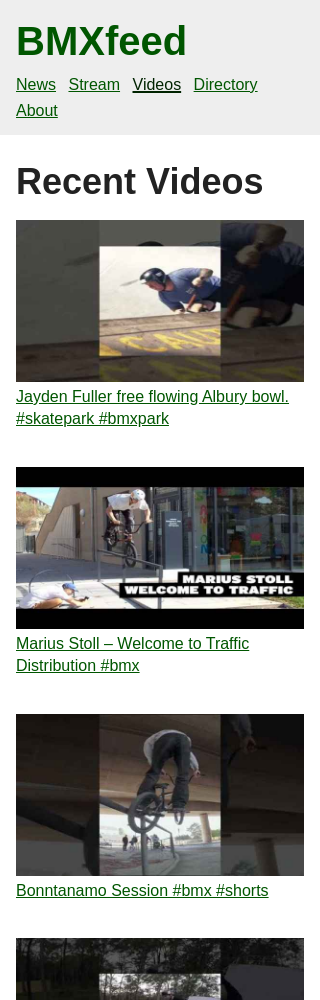 BMXfeed
News Stream Videos Directory
About
Recent Videos
Jayden Fuller free flowing Albury bowl.
#skatepark #bmxpark
MARIUS STOLL
WELCOME TO TRAFFIC
Marius Stoll – Welcome to Traffic
Distribution #bmx
Bonntanamo Session #bmx #shorts